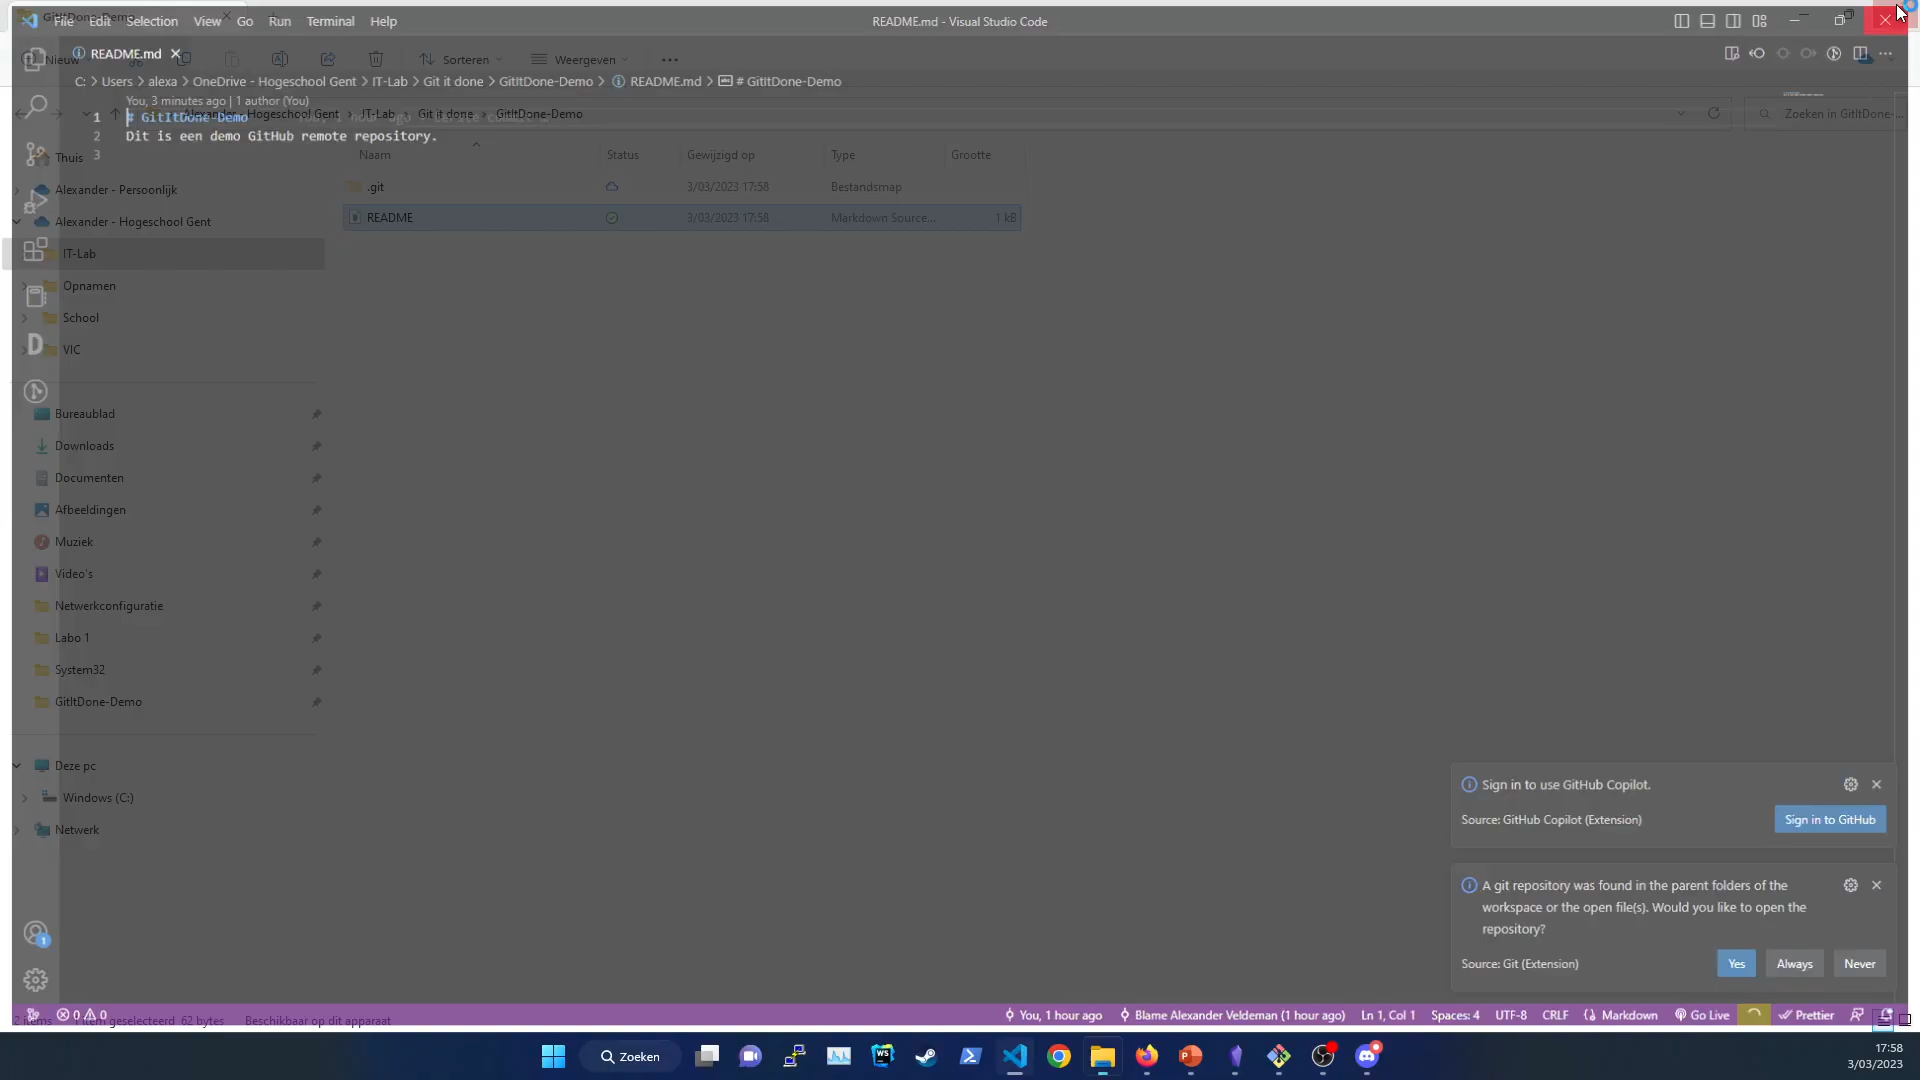 File Edit Selection View Go Run Terminal Help
README.md - Visual Studio Code
README.md
Nieuw
Sorteren
Weergeven
C: > Users > alexa > OneDrive - Hogeschool Gent > IT-Lab > Git it done > GitItDone-Demo > README.md > # GitItDone-Demo
You, 3 minutes ago | 1 author (You)
Alexander - Hogeschool Gent > IT-Lab > Git it done > GitItDone-Demo
Zoeken in GitItDone-...
1 # GitItDone-Demo You, 1 hour ago
2 Dit is een demo GitHub remote repository.
3
Naam Status Gewijzigd op Type Grootte
.git 3/03/2023 17:58 Bestandsmap
README 3/03/2023 17:58 Markdown Source... 1 kB
Thuis
Alexander - Persoonlijk
Alexander - Hogeschool Gent
IT-Lab
Opnamen
School
VIC
Bureaublad
Downloads
Documenten
Afbeeldingen
Muziek
Video's
Netwerkconfiguratie
Labo 1
System32
GitItDone-Demo
Deze pc
Windows (C:)
Netwerk
Sign in to use GitHub Copilot.
Source: GitHub Copilot (Extension)
Sign in to GitHub
A git repository was found in the parent folders of the
workspace or the open file(s). Would you like to open the
repository?
Source: Git (Extension)
Yes Always Never
1
0 0
2 items 1 item geselecteerd 62 bytes Beschikbaar op dit apparaat
You, 1 hour ago Blame Alexander Veldeman (1 hour ago) Ln 1, Col 1 Spaces: 4 UTF-8 CRLF Markdown Go Live Prettier
Zoeken
17:58
3/03/2023